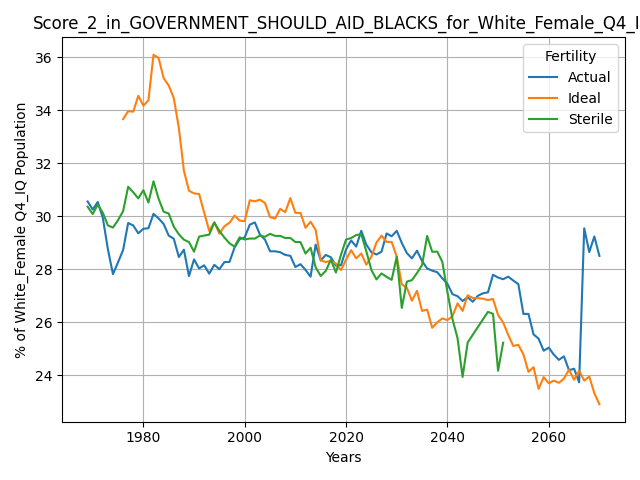 Score_2_in_GOVERNMENT_SHOULD_AID_BLACKS_for_White_Female_Q4_I
Fertility
Actual
Ideal
Sterile
% of White_Female Q4_IQ Population
36
34
32
30
28
26
24
1980
2000
2020
2040
2060
Years